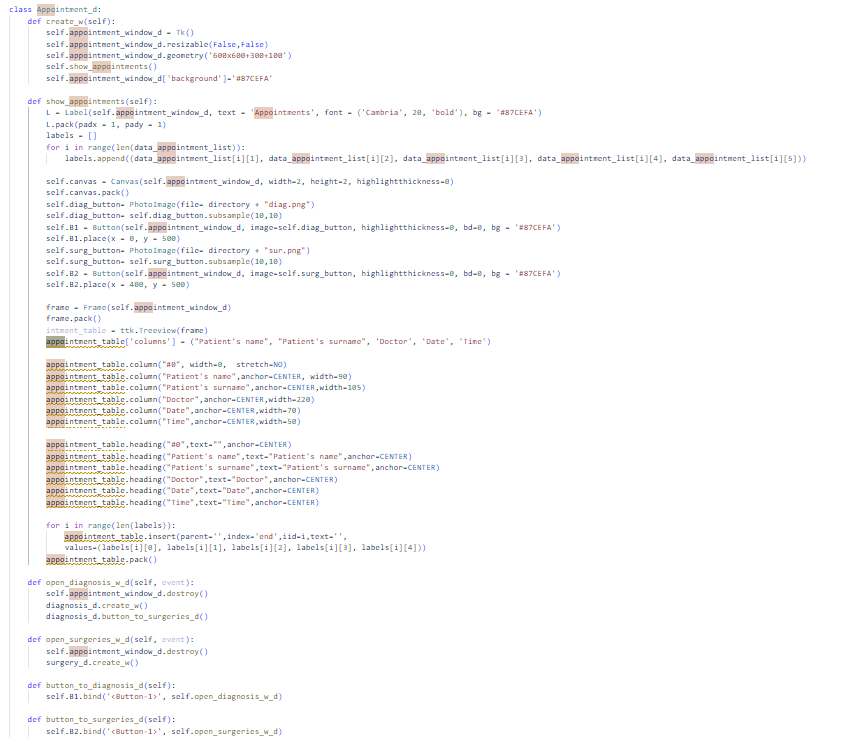 class Appointment_d:
    def create_w(self):
        self.appointment_window_d = Tk()
        self.appointment_window_d.resizable(False,False)
        self.appointment_window_d.geometry('600x600+300+100')
        self.show_appointments()
        self.appointment_window_d['background']='#87CEFA'
    def show_appointments(self):
        L = Label(self.appointment_window_d, text = 'Appointments', font = ('Cambria', 20, 'bold'), bg = '#87CEFA')
        L.pack(padx = 1, pady = 1)
        labels = []
        for i in range(len(data_appointment_list)):
            labels.append((data_appointment_list[i][1], data_appointment_list[i][2], data_appointment_list[i][3], data_appointment_list[i][4], data_appointment_list[i][5]))
        self.canvas = Canvas(self.appointment_window_d, width=2, height=2, highlightthickness=0)
        self.canvas.pack()
        self.diag_button= PhotoImage(file= directory + "diag.png")
        self.diag_button= self.diag_button.subsample(10,10)
        self.B1 = Button(self.appointment_window_d, image=self.diag_button, highlightthickness=0, bd=0, bg = '#87CEFA')
        self.B1.place(x = 0, y = 500)
        self.surg_button= PhotoImage(file= directory + "sur.png")
        self.surg_button= self.surg_button.subsample(10,10)
        self.B2 = Button(self.appointment_window_d, image=self.surg_button, highlightthickness=0, bd=0, bg = '#87CEFA')
        self.B2.place(x = 400, y = 500)
        frame = Frame(self.appointment_window_d)
        frame.pack()
        intment_table = ttk.Treeview(frame)
        appointment_table['columns'] = ("Patient's name", "Patient's surname", 'Doctor', 'Date', 'Time')
        appointment_table.column("#0", width=0,  stretch=NO)
        appointment_table.column("Patient's name",anchor=CENTER, width=90)
        appointment_table.column("Patient's surname",anchor=CENTER,width=105)
        appointment_table.column("Doctor",anchor=CENTER,width=220)
        appointment_table.column("Date",anchor=CENTER,width=70)
        appointment_table.column("Time",anchor=CENTER,width=50)
        appointment_table.heading("#0",text="",anchor=CENTER)
        appointment_table.heading("Patient's name",text="Patient's name",anchor=CENTER)
        appointment_table.heading("Patient's surname",text="Patient's surname",anchor=CENTER)
        appointment_table.heading("Doctor",text="Doctor",anchor=CENTER)
        appointment_table.heading("Date",text="Date",anchor=CENTER)
        appointment_table.heading("Time",text="Time",anchor=CENTER)
        for i in range(len(labels)):
            appointment_table.insert(parent='',index='end',iid=i,text='',
            values=(labels[i][0], labels[i][1], labels[i][2], labels[i][3], labels[i][4]))
        appointment_table.pack()
    def open_diagnosis_w_d(self, event):
        self.appointment_window_d.destroy()
        diagnosis_d.create_w()
        diagnosis_d.button_to_surgeries_d()
    def open_surgeries_w_d(self, event):
        self.appointment_window_d.destroy()
        surgery_d.create_w()
    def button_to_diagnosis_d(self):
        self.B1.bind('<Button-1>', self.open_diagnosis_w_d)
    def button_to_surgeries_d(self):
        self.B2.bind('<Button-1>', self.open_surgeries_w_d)